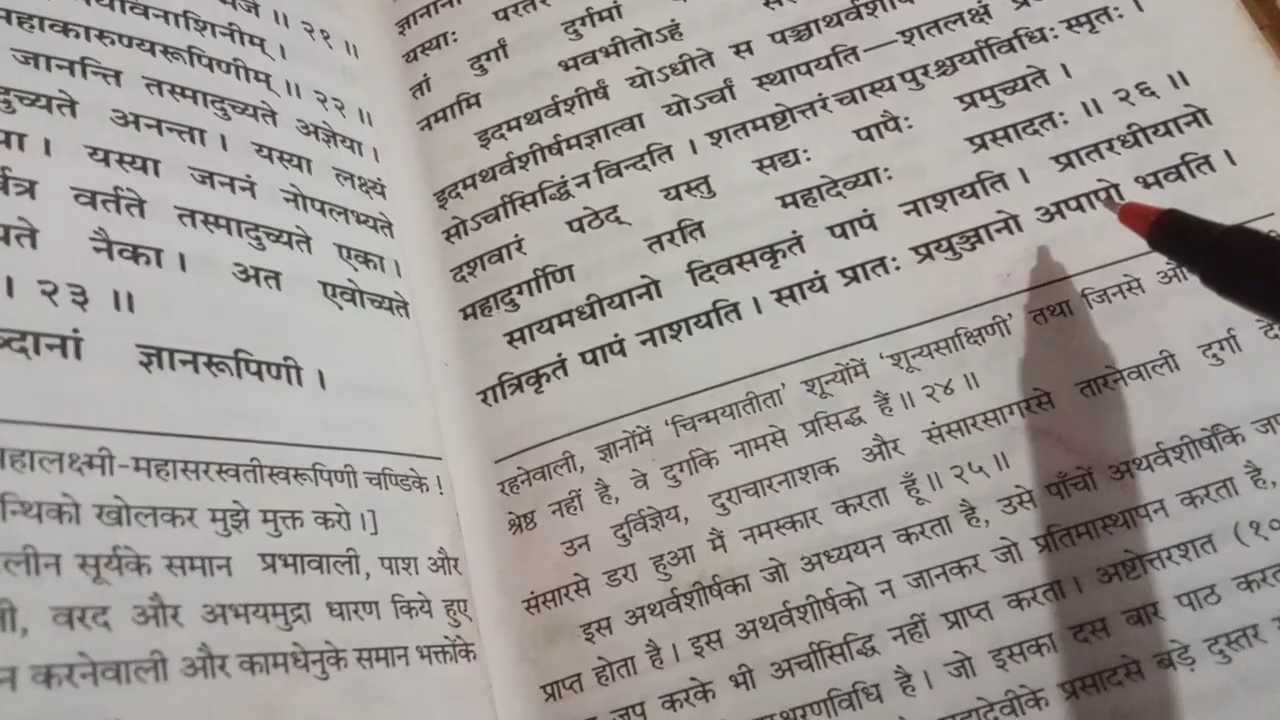 ॥ २१ ॥
महाकारुण्यरूपिणीम् ॥ २२ ॥
जानन्ति तस्मादुच्यते अज्ञेया ।
अनन्ता । यस्या लक्ष्यं
। यस्या जननं नोपलभ्यते
वर्तते तस्मादुच्यते एका ।
नैका । अत एवोच्यते
। २३ ॥
ज्ञानरूपिणी ।
महालक्ष्मी-महासरस्वतीस्वरूपिणी चण्डिके !
को खोलकर मुझे मुक्त करो ।]
सूर्यके समान प्रभावाली, पाश और
वरद और अभयमुद्रा धारण किये हुए
करनेवाली और कामधेनुके समान भक्तोंके
यस्याः
तां दुर्गां दुर्गमां
नमामि भवभीतोऽहं
इदमथर्वशीर्षं योऽधीते स
इदमथर्वशीर्षमज्ञात्वा योऽर्चां स्थापयति—शतलक्षं
सोऽर्चासिद्धिं न विन्दति । शतमष्टोत्तरं चास्य पुरश्चर्याविधिः स्मृतः ।
दशवारं पठेद् यस्तु सद्यः पापैः प्रमुच्यते ।
महादुर्गाणि तरति महादेव्याः प्रसादतः ॥ २६ ॥
सायमधीयानो दिवसकृतं पापं नाशयति । प्रातरधीयानो
रात्रिकृतं पापं नाशयति । सायं प्रातः प्रयुञ्जानो अपापो भवति ।
रहनेवाली, ज्ञानोंमें 'चिन्मयातीता' शून्योंमें 'शून्यसाक्षिणी' तथा जिनसे
श्रेष्ठ नहीं है, वे दुर्गाके नामसे प्रसिद्ध हैं ॥ २४ ॥
उन दुर्विज्ञेय, दुराचारनाशक और संसारसागरसे तारनेवाली दुर्गा
संसारसे डरा हुआ मैं नमस्कार करता हूँ ॥ २५ ॥
इस अथर्वशीर्षका जो अध्ययन करता है, उसे पाँचों अथर्वशीर्षोंके
प्राप्त होता है । इस अथर्वशीर्षको न जानकर जो प्रतिमास्थापन करता है,
जप करके भी अर्चासिद्धि नहीं प्राप्त करता । अष्टोत्तरशत
है । जो इसका दस बार पाठ
प्रसादसे बड़े दुस्तर